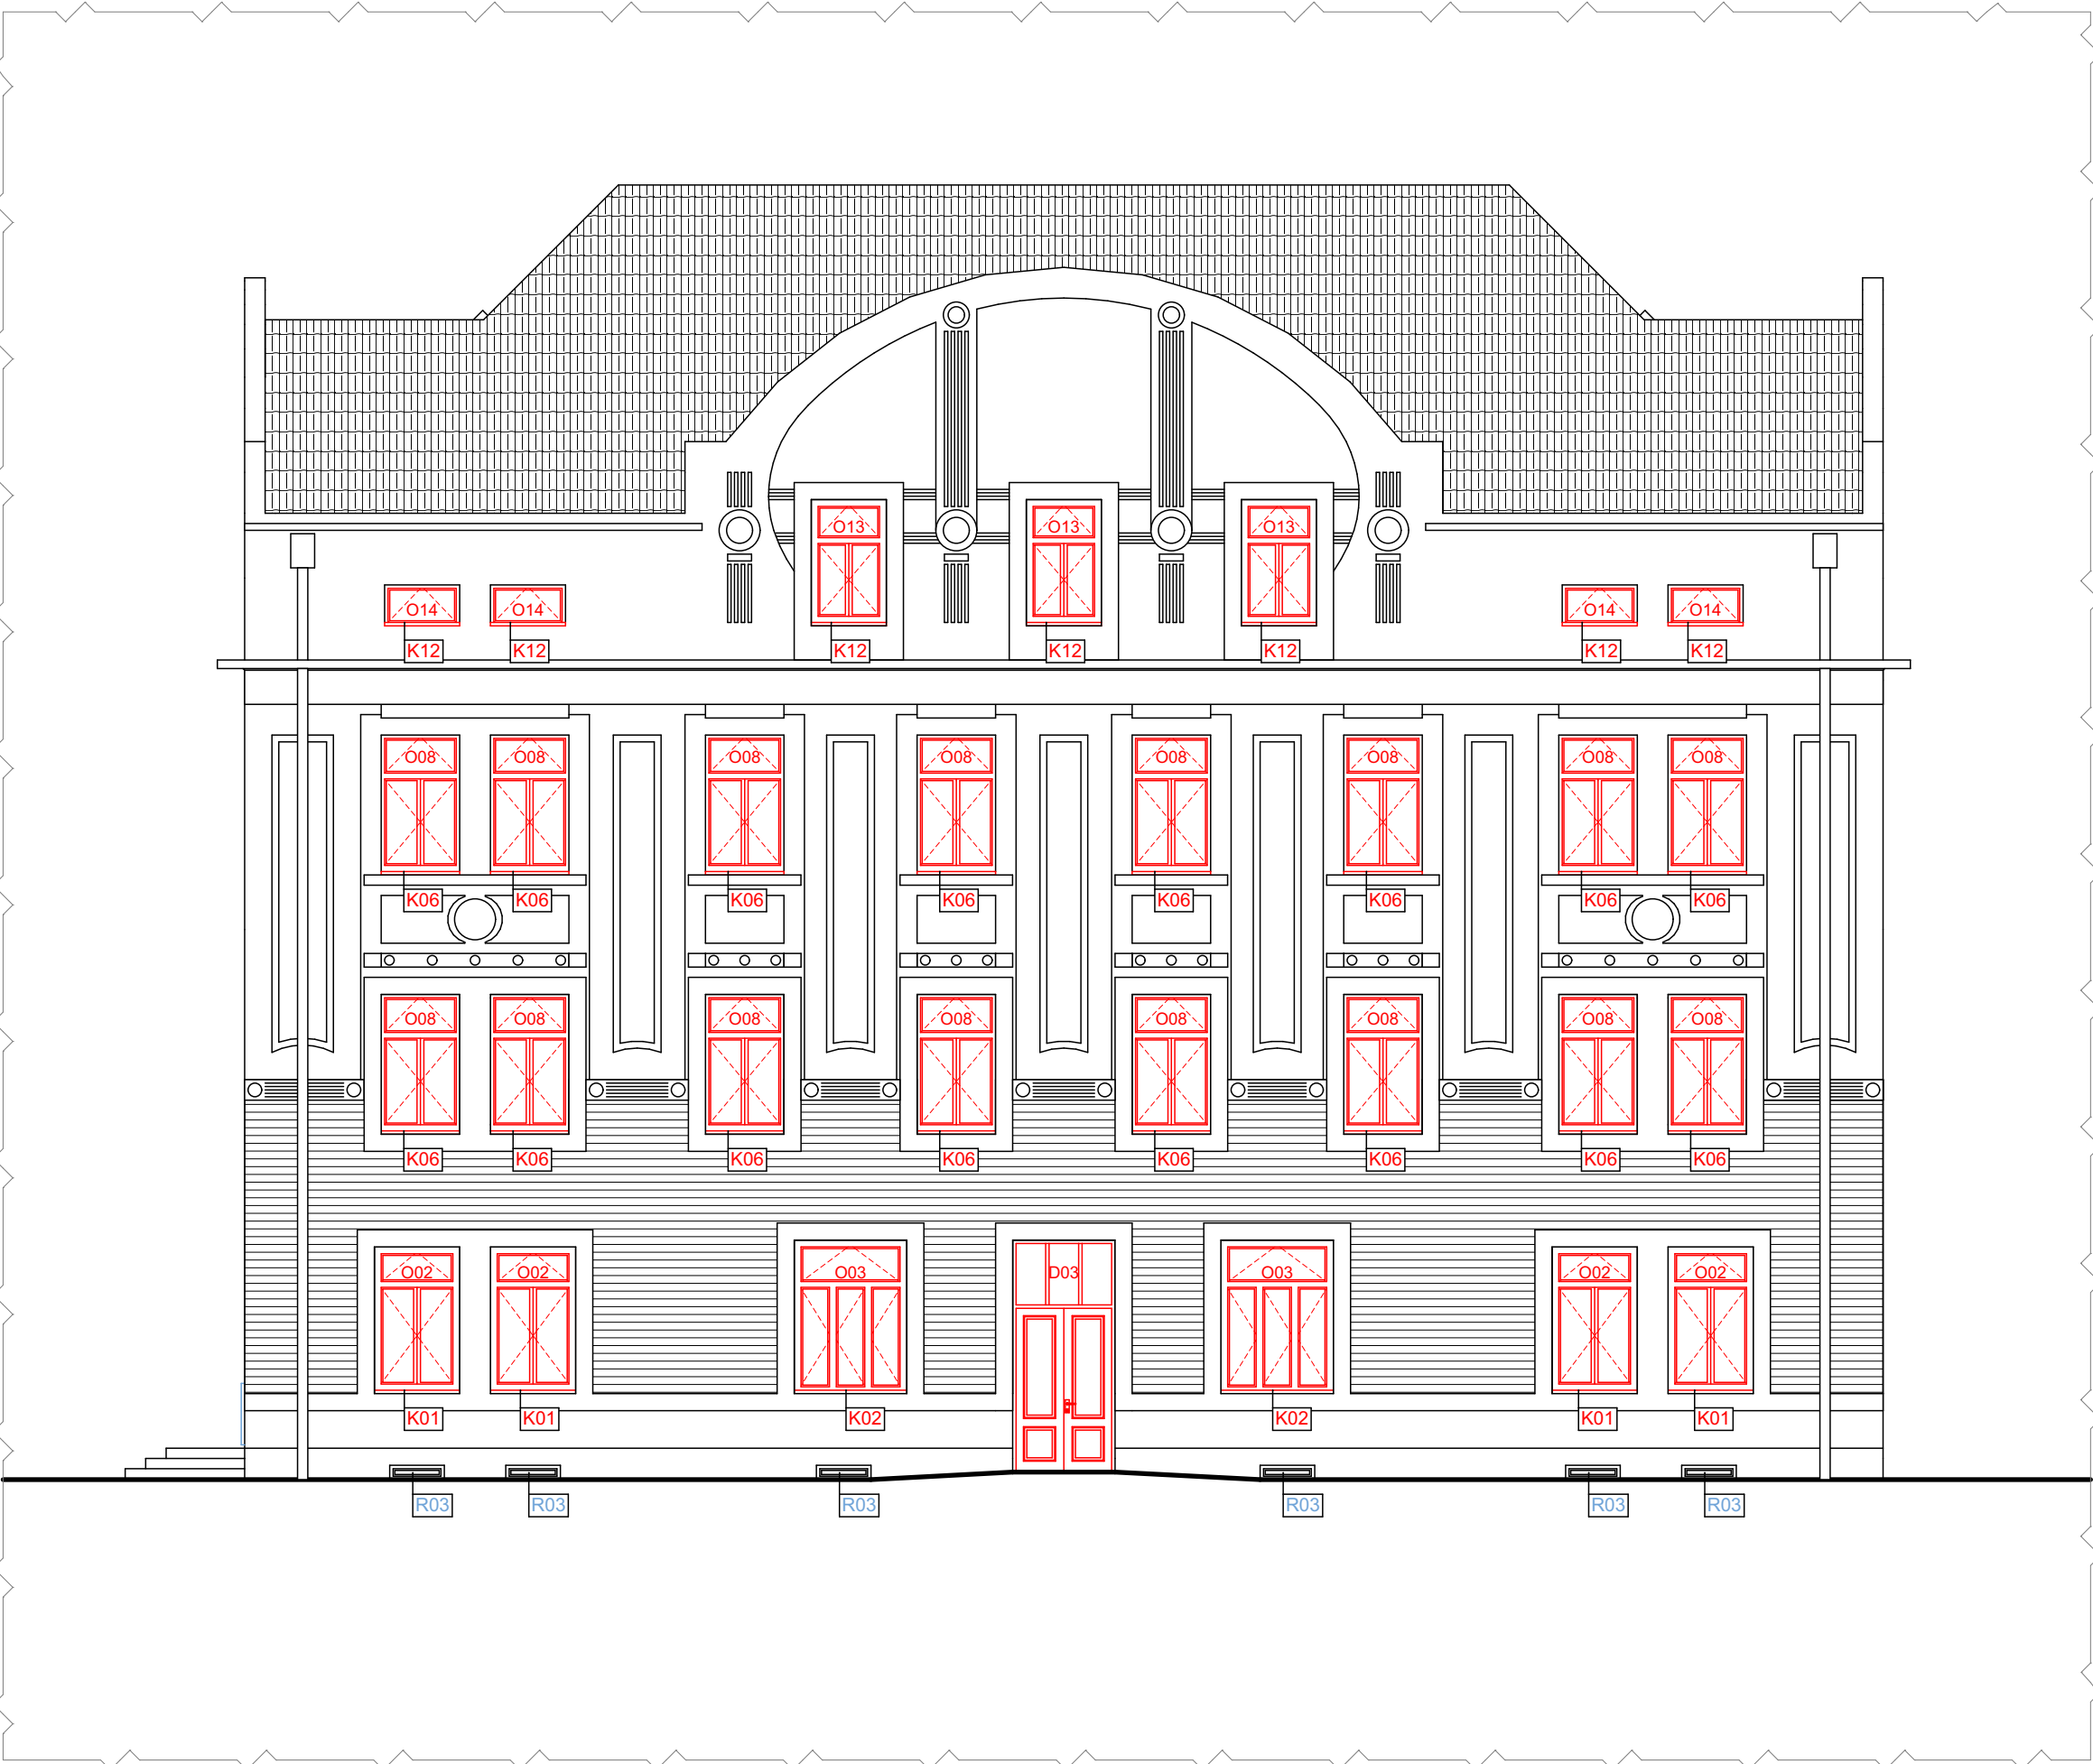 O13 O13 O13
O14 O14 O14 O14
K12 K12 K12 K12 K12 K12 K12
O08 O08 O08 O08 O08 O08 O08 O08
K06 K06 K06 K06 K06 K06 K06 K06
O08 O08 O08 O08 O08 O08 O08 O08
K06 K06 K06 K06 K06 K06 K06 K06
O02 O02 O03 D03 O03 O02 O02
K01 K01 K02 K02 K01 K01
R03 R03 R03 R03 R03 R03